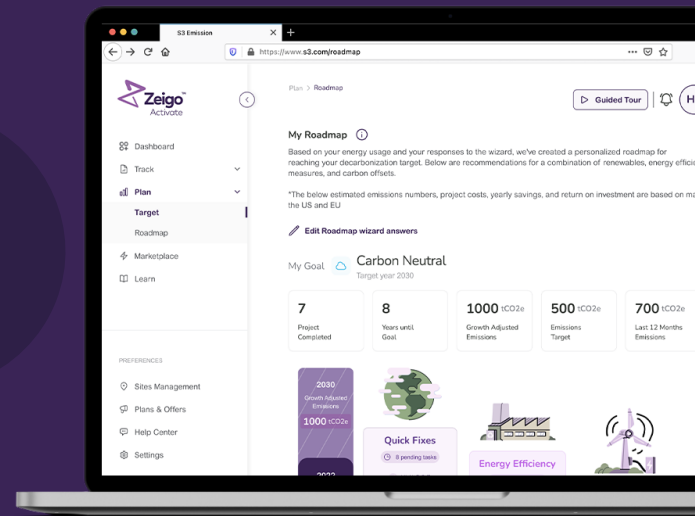 S3 Emission
https://www.s3.com/roadmap
Zeigo™
Activate
Dashboard
Track
Plan
Target
Roadmap
Marketplace
Learn
PREFERENCES
Sites Management
Plans & Offers
Help Center
Settings
Plan > Roadmap
Guided Tour
H
My Roadmap
Based on your energy usage and your responses to the wizard, we've created a personalized roadmap for
reaching your decarbonization target. Below are recommendations for a combination of renewables, energy
measures, and carbon offsets.
*The below estimated emissions numbers, project costs, yearly savings, and return on investment are based on
the US and EU
Edit Roadmap wizard answers
My Goal
Carbon Neutral
Target year 2030
7
Project
Completed
8
Years until
Goal
1000 tCO2e
Growth Adjusted
Emissions
500 tCO2e
Emissions
Target
700 tCO2e
Last 12 Months
Emissions
2030
Growth Adjusted
Emissions
1000 tCO2e
Quick Fixes
8 pending tasks
Energy Efficiency